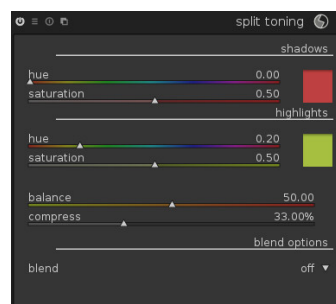 split toning
shadows
hue 0.00
saturation 0.50
highlights
hue 0.20
saturation 0.50
balance 50.00
compress 33.00%
blend options
blend off